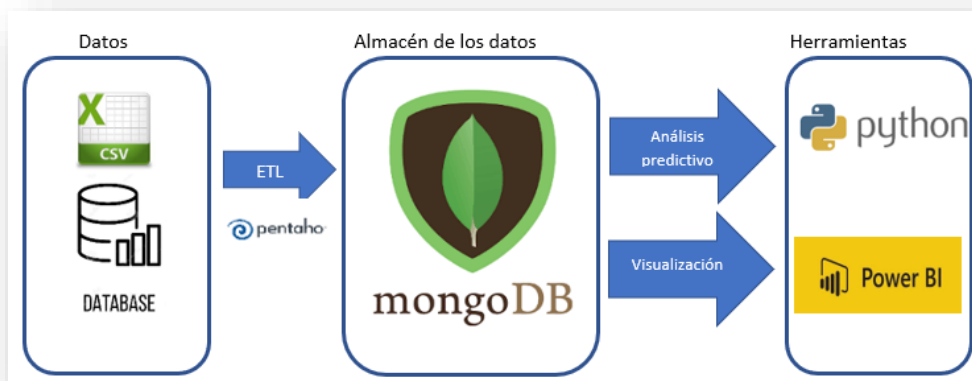 Datos
Almacén de los datos
Herramientas
X
CSV
DATABASE
ETL
pentaho
mongoDB
Análisis
predictivo
Visualización
python
Power BI